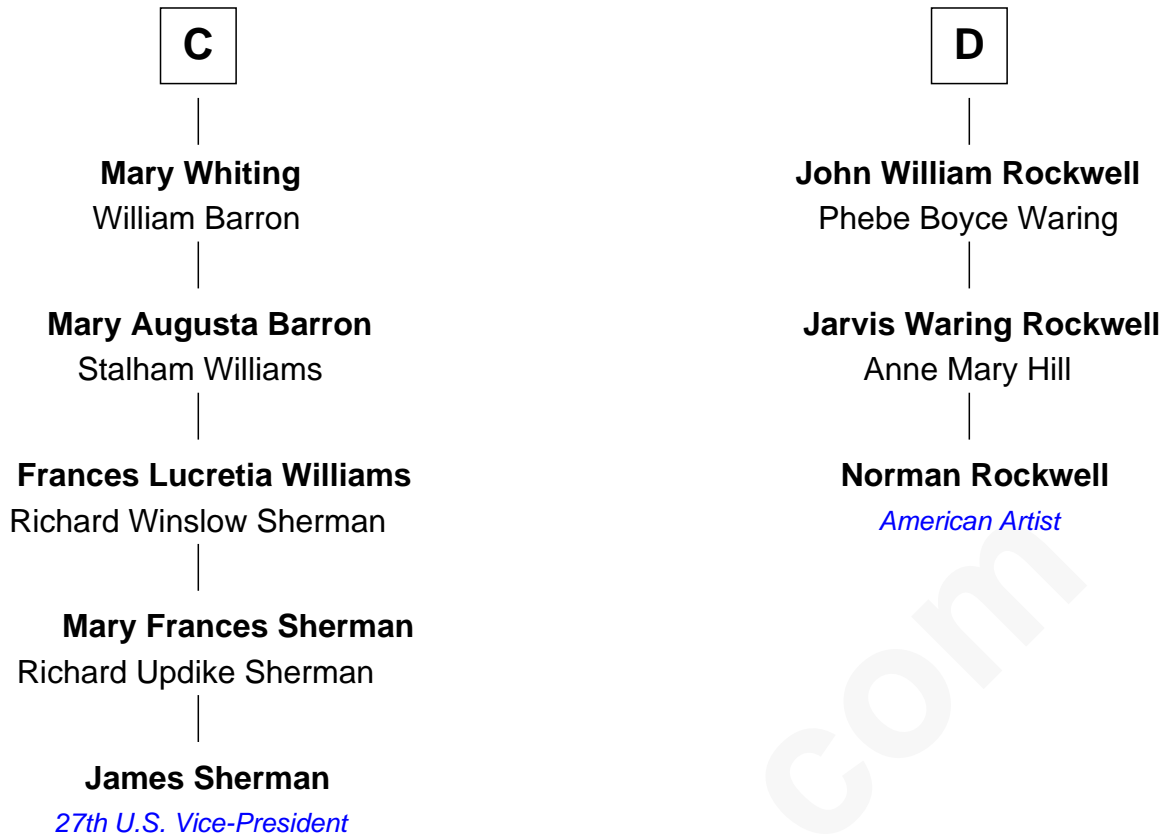 C
Mary Whiting
William Barron
Mary Augusta Barron
Stalham Williams
Frances Lucretia Williams
Richard Winslow Sherman
Mary Frances Sherman
Richard Updike Sherman
James Sherman
27th U.S. Vice-President
D
John William Rockwell
Phebe Boyce Waring
Jarvis Waring Rockwell
Anne Mary Hill
Norman Rockwell
American Artist
com